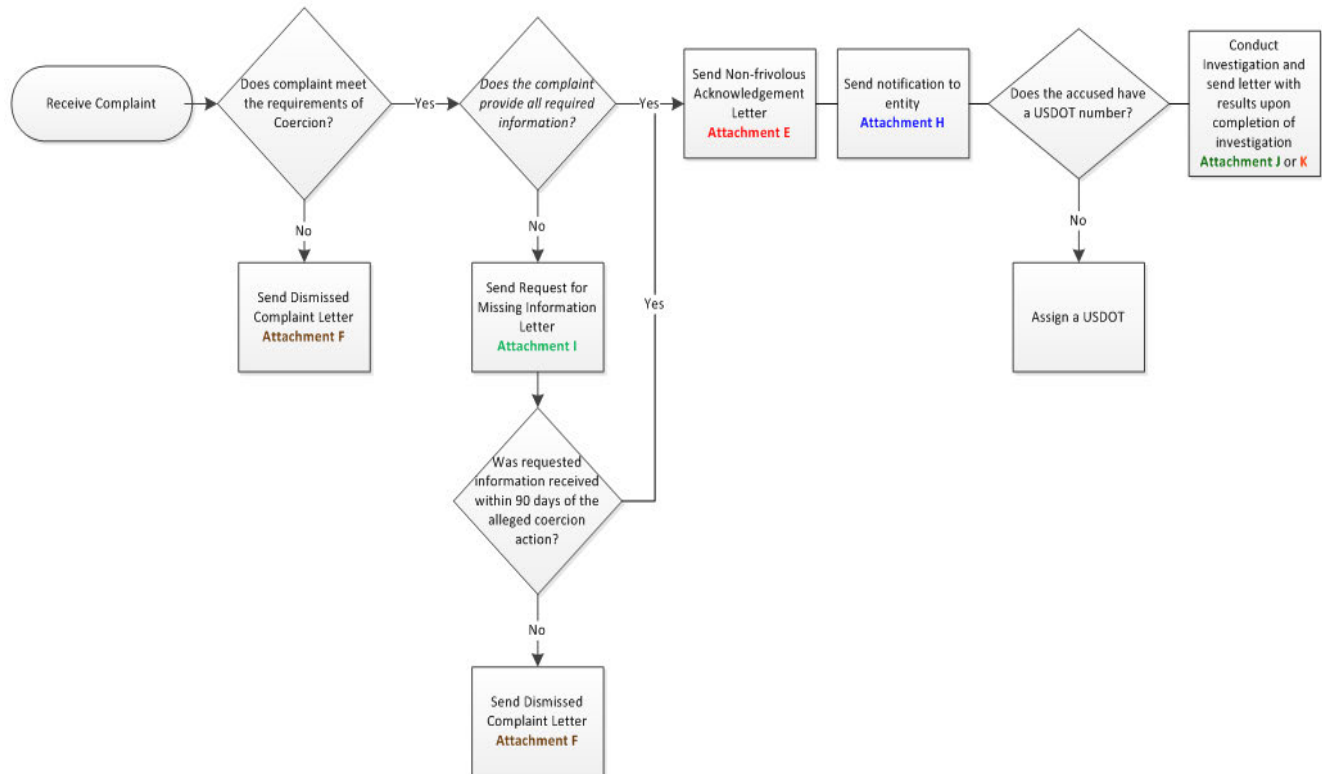 Receive Complaint
Does complaint meet
the requirements of
Coercion?
Yes
Does the complaint
provide all required
information?
Yes
Send Non-frivolous
Acknowledgement
Letter
Attachment E
Send notification to
entity
Attachment H
Does the accused have
a USDOT number?
Conduct
Investigation and
send letter with
results upon
completion of
investigation
Attachment J or K
No
Send Dismissed
Complaint Letter
Attachment F
No
Send Request for
Missing Information
Letter
Attachment I
Yes
No
Assign a USDOT
Was requested
information received
within 90 days of the
alleged coercion
action?
No
Send Dismissed
Complaint Letter
Attachment F